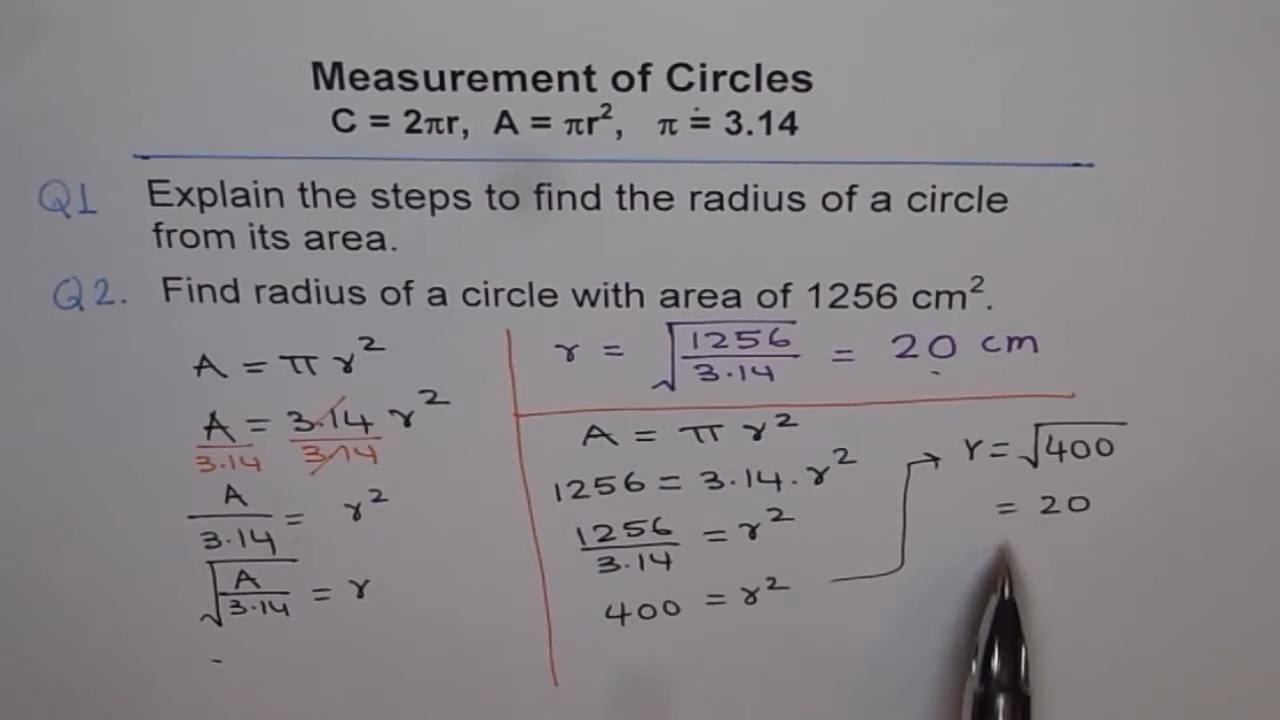 Measurement of Circles
C = 2πr, A = πr², π ≐ 3.14
Q1 Explain the steps to find the radius of a circle
from its area.
Q2. Find radius of a circle with area of 1256 cm².
A = π r²
A/3.14 = 3.14 r²/3.14
A/3.14 = r²
√(A/3.14) = r
r = √(1256/3.14) = 20 cm
A = π r²
1256 = 3.14 · r²
1256/3.14 = r²
400 = r²
r = √400
= 20